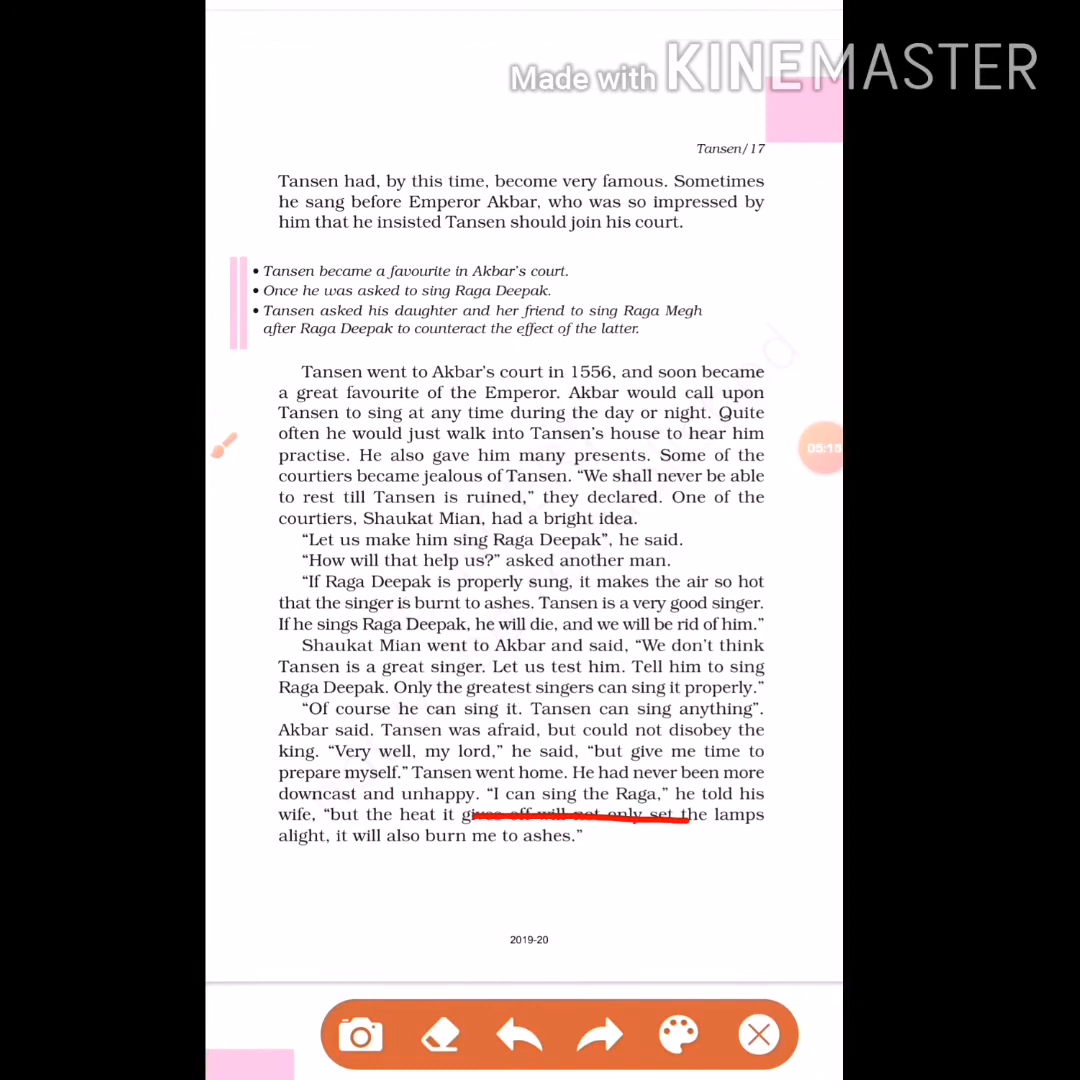 Made with KINEMASTER
Tansen/17
Tansen had, by this time, become very famous. Sometimes
he sang before Emperor Akbar, who was so impressed by
him that he insisted Tansen should join his court.
• Tansen became a favourite in Akbar's court.
• Once he was asked to sing Raga Deepak.
• Tansen asked his daughter and her friend to sing Raga Megh
after Raga Deepak to counteract the effect of the latter.
Tansen went to Akbar's court in 1556, and soon became
a great favourite of the Emperor. Akbar would call upon
Tansen to sing at any time during the day or night. Quite
often he would just walk into Tansen's house to hear him
practise. He also gave him many presents. Some of the
courtiers became jealous of Tansen. “We shall never be able
to rest till Tansen is ruined,” they declared. One of the
courtiers, Shaukat Mian, had a bright idea.
“Let us make him sing Raga Deepak”, he said.
“How will that help us?” asked another man.
“If Raga Deepak is properly sung, it makes the air so hot
that the singer is burnt to ashes. Tansen is a very good singer.
If he sings Raga Deepak, he will die, and we will be rid of him.”
Shaukat Mian went to Akbar and said, “We don't think
Tansen is a great singer. Let us test him. Tell him to sing
Raga Deepak. Only the greatest singers can sing it properly.”
“Of course he can sing it. Tansen can sing anything”.
Akbar said. Tansen was afraid, but could not disobey the
king. “Very well, my lord,” he said, “but give me time to
prepare myself.” Tansen went home. He had never been more
downcast and unhappy. “I can sing the Raga,” he told his
wife, “but the heat it gives off will not only set the lamps
alight, it will also burn me to ashes.”
2019-20
05:15